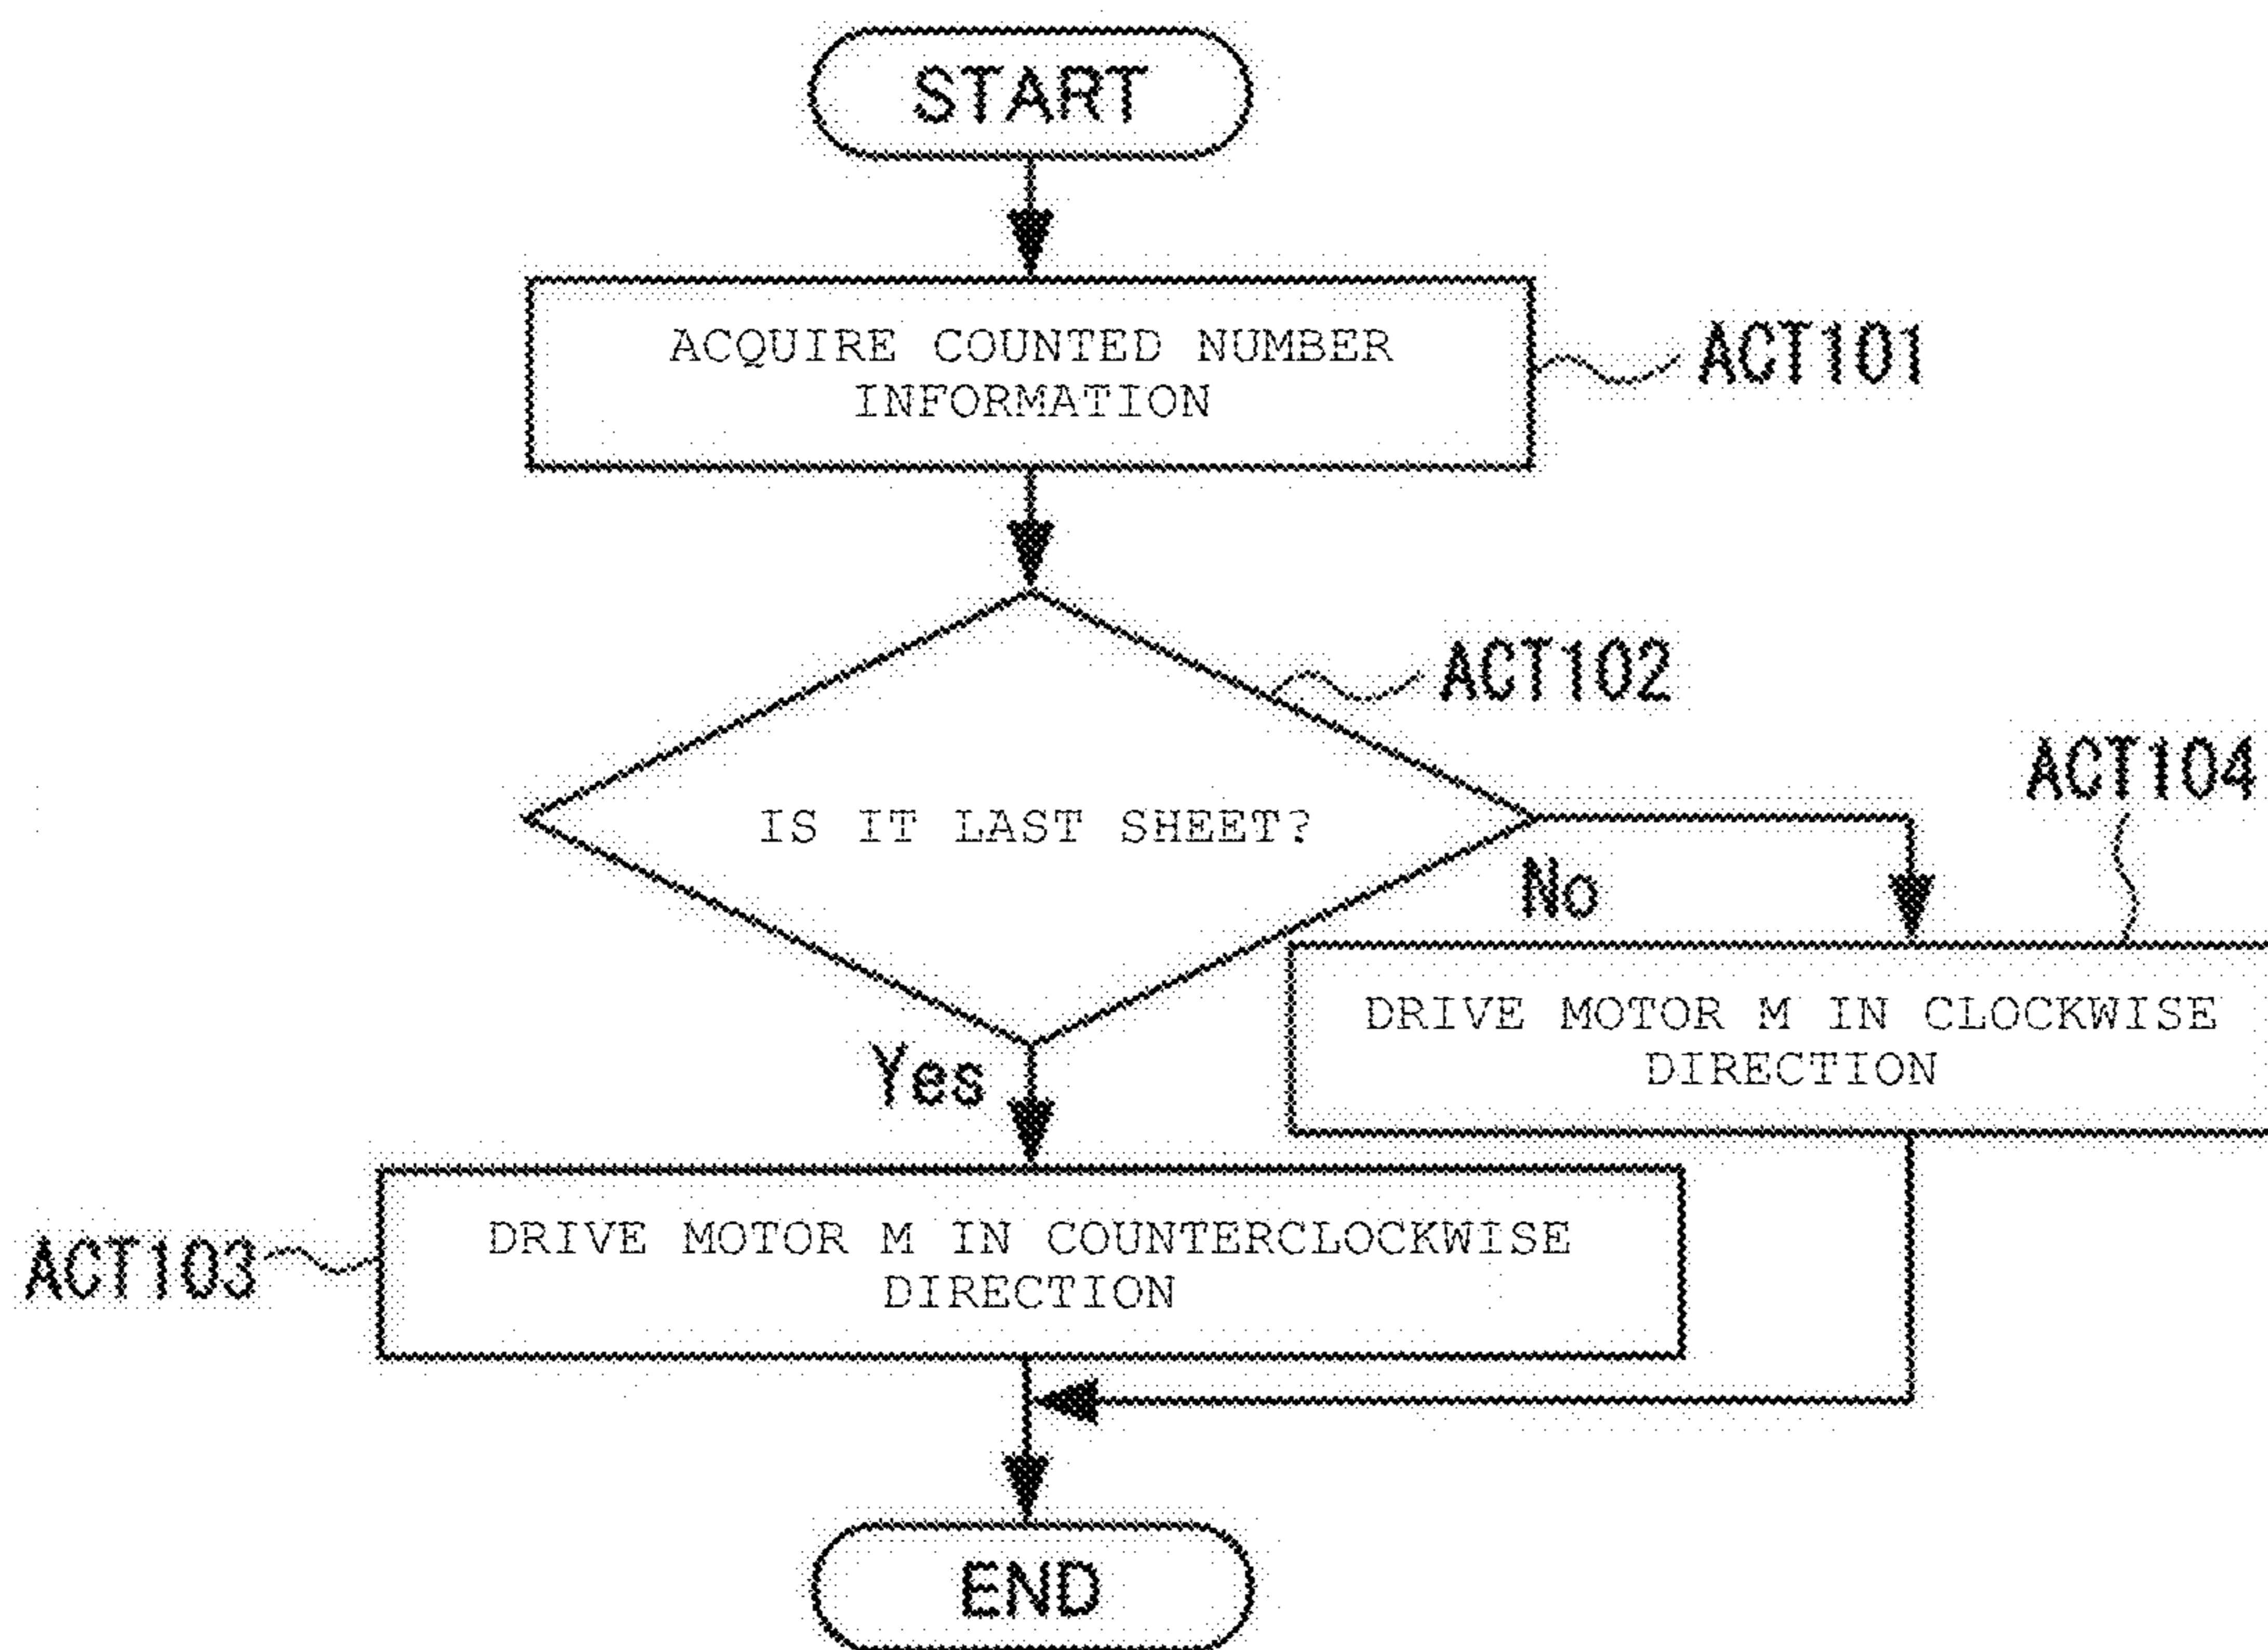 START
ACQUIRE COUNTED NUMBER
INFORMATION
ACT101
ACT102
IS IT LAST SHEET?
No
ACT104
DRIVE MOTOR M IN CLOCKWISE
DIRECTION
Yes
ACT103
DRIVE MOTOR M IN COUNTERCLOCKWISE
DIRECTION
END